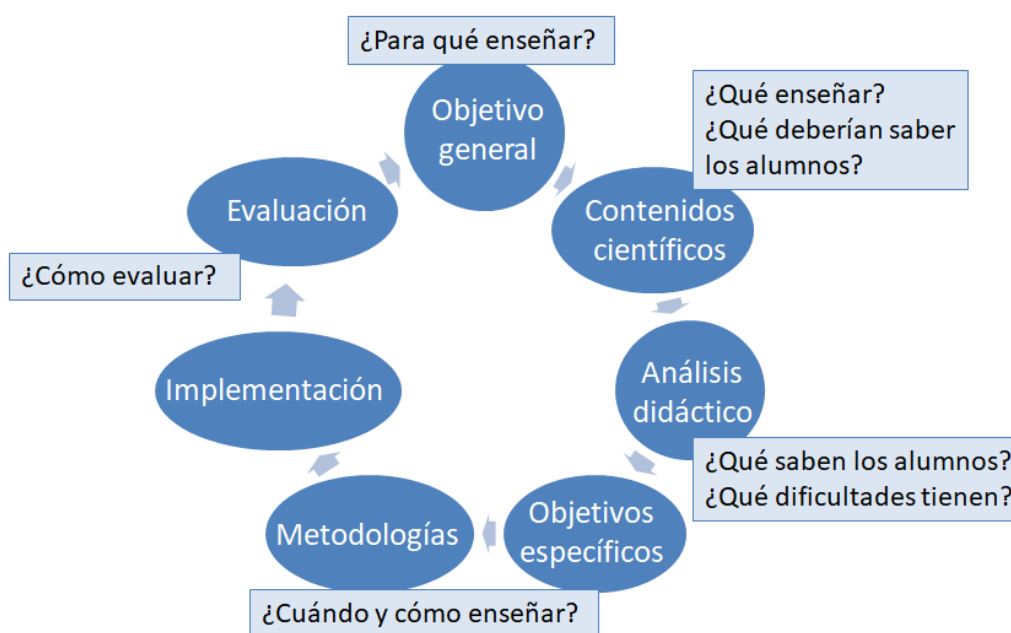 ¿Para qué enseñar?
Objetivo
general
¿Qué enseñar?
¿Qué deberían saber
los alumnos?
Contenidos
científicos
Análisis
didáctico
¿Qué saben los alumnos?
¿Qué dificultades tienen?
Objetivos
específicos
Metodologías
¿Cuándo y cómo enseñar?
Implementación
¿Cómo evaluar?
Evaluación